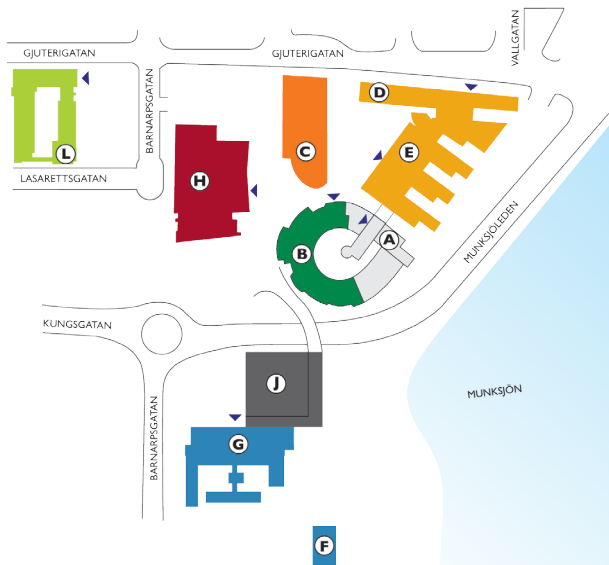 VALLGATAN
GJUTERIGATAN
GJUTERIGATAN
BARNARPSGATAN
D
E
C
L
LASARETTSGATAN
H
A
B
MUNKSJÖLEDEN
KUNGSGATAN
J
MUNKSJÖN
BARNARPSGATAN
G
F